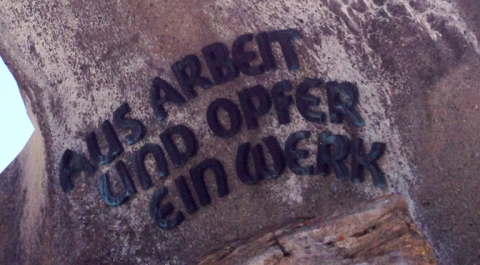 AUS ARBEIT
UND OPFER
EIN WERK